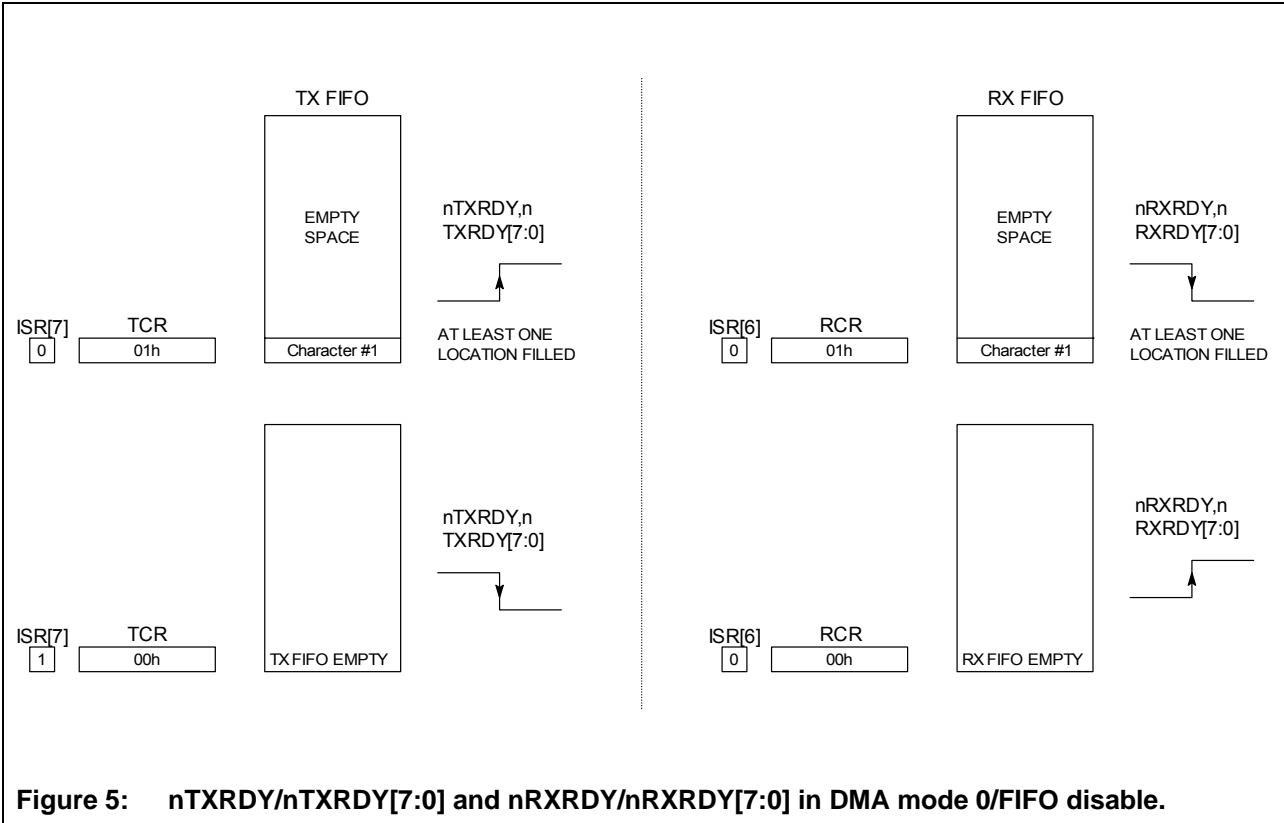 TX FIFO
EMPTY
SPACE
nTXRDY,n
TXRDY[7:0]
ISR[7]
0
TCR
01h
Character #1
AT LEAST ONE
LOCATION FILLED
nTXRDY,n
TXRDY[7:0]
ISR[7]
1
TCR
00h
TX FIFO EMPTY
RX FIFO
EMPTY
SPACE
nRXRDY,n
RXRDY[7:0]
ISR[6]
0
RCR
01h
Character #1
AT LEAST ONE
LOCATION FILLED
nRXRDY,n
RXRDY[7:0]
ISR[6]
0
RCR
00h
RX FIFO EMPTY
Figure 5: nTXRDY/nTXRDY[7:0] and nRXRDY/nRXRDY[7:0] in DMA mode 0/FIFO disable.